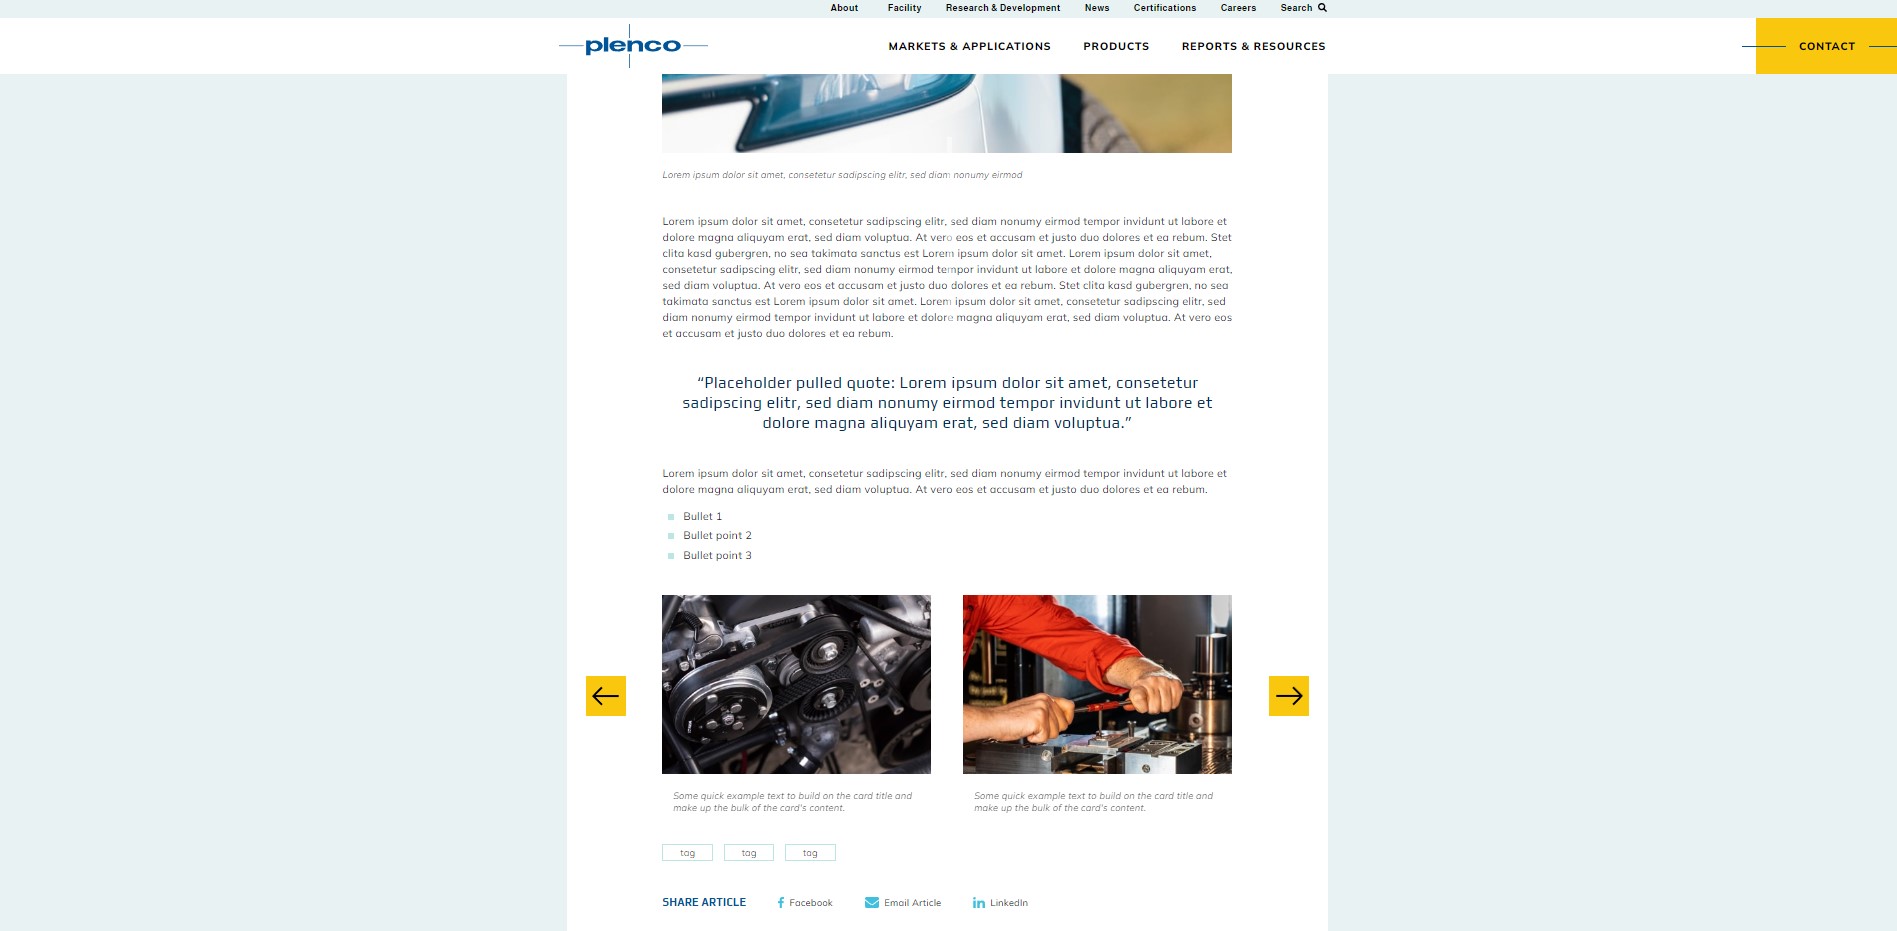 About Facility Research & Development News Certifications Careers Search
plenco
MARKETS & APPLICATIONS PRODUCTS REPORTS & RESOURCES
CONTACT
Lorem ipsum dolor sit amet, consetetur sadipscing elitr, sed diam nonumy eirmod
Lorem ipsum dolor sit amet, consetetur sadipscing elitr, sed diam nonumy eirmod tempor invidunt ut labore et
dolore magna aliquyam erat, sed diam voluptua. At vero eos et accusam et justo duo dolores et ea rebum. Stet
clita kasd gubergren, no sea takimata sanctus est Lorem ipsum dolor sit amet. Lorem ipsum dolor sit amet,
consetetur sadipscing elitr, sed diam nonumy eirmod tempor invidunt ut labore et dolore magna aliquyam erat,
sed diam voluptua. At vero eos et accusam et justo duo dolores et ea rebum. Stet clita kasd gubergren, no sea
takimata sanctus est Lorem ipsum dolor sit amet. Lorem ipsum dolor sit amet, consetetur sadipscing elitr, sed
diam nonumy eirmod tempor invidunt ut labore et dolore magna aliquyam erat, sed diam voluptua. At vero eos
et accusam et justo duo dolores et ea rebum.
“Placeholder pulled quote: Lorem ipsum dolor sit amet, consetetur
sadipscing elitr, sed diam nonumy eirmod tempor invidunt ut labore et
dolore magna aliquyam erat, sed diam voluptua.”
Lorem ipsum dolor sit amet, consetetur sadipscing elitr, sed diam nonumy eirmod tempor invidunt ut labore et
dolore magna aliquyam erat, sed diam voluptua. At vero eos et accusam et justo duo dolores et ea rebum.
Bullet 1
Bullet point 2
Bullet point 3
Some quick example text to build on the card title and
make up the bulk of the card's content.
Some quick example text to build on the card title and
make up the bulk of the card's content.
tag tag tag
SHARE ARTICLE Facebook Email Article LinkedIn